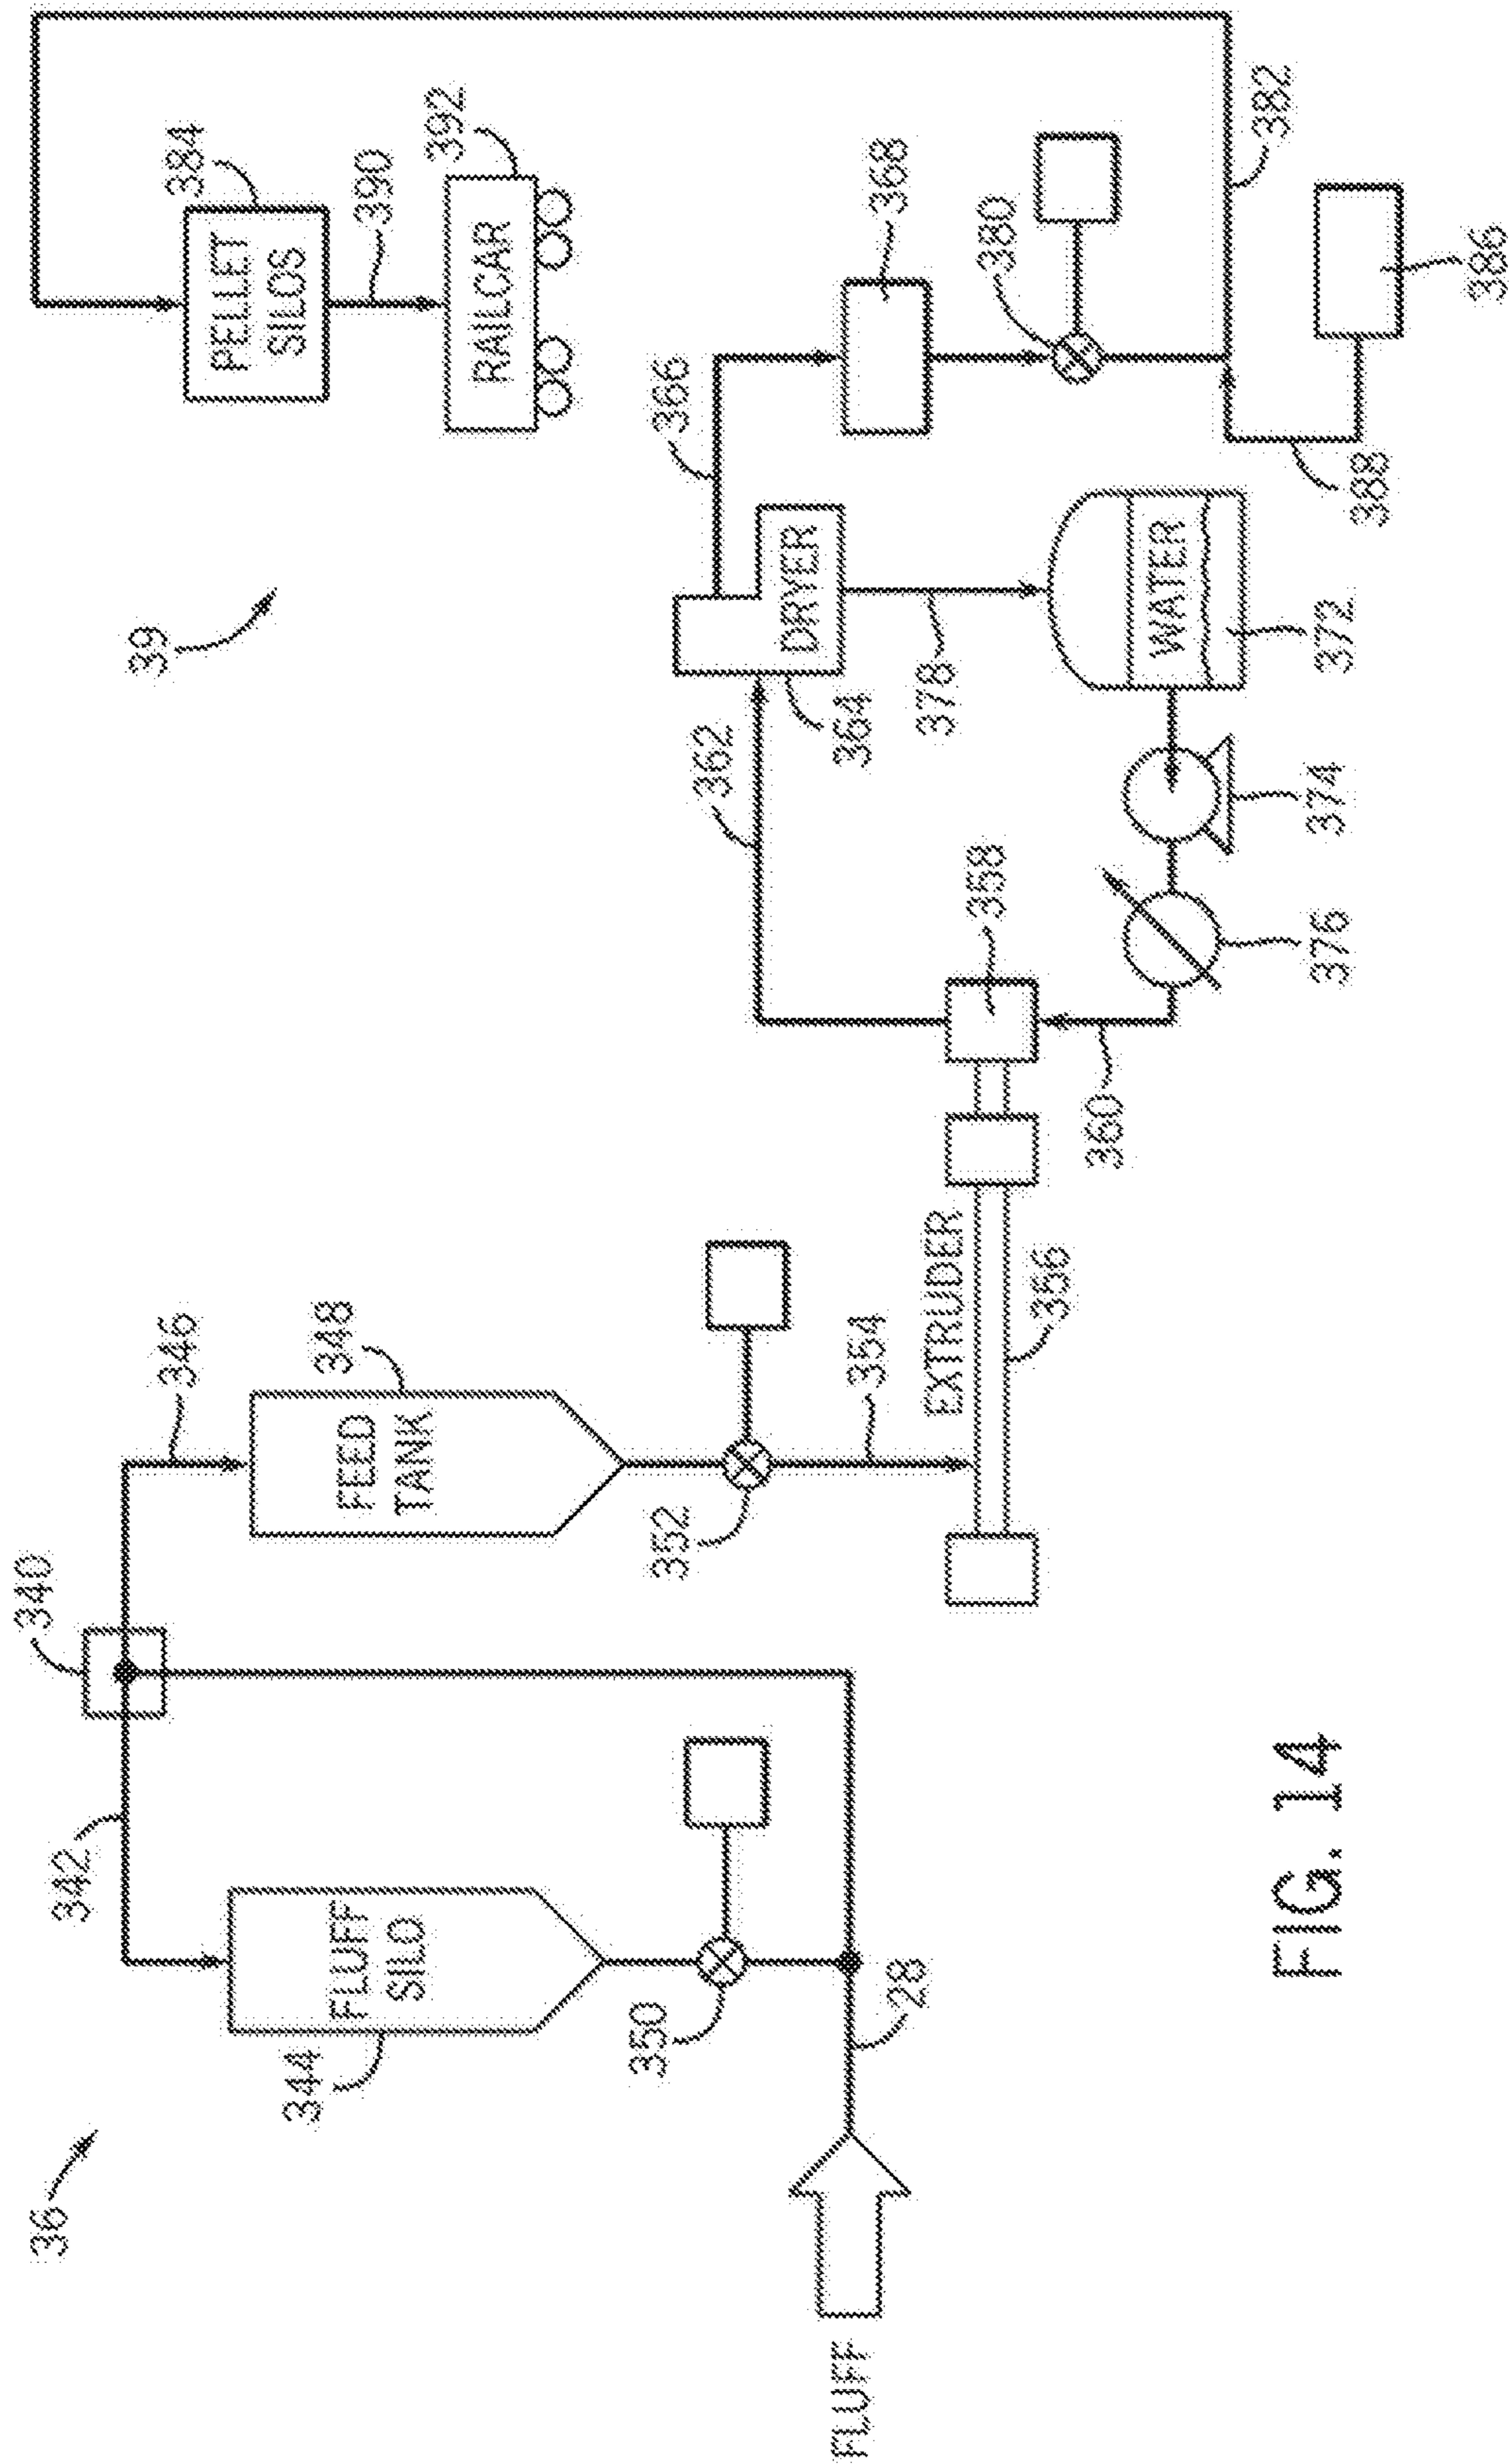 36
39
340
342
346
384
PELLET
SILOS
390
392
RAILCAR
344
FLUFF
SILO
348
FEED
TANK
350
352
366
368
362
364
DRYER
354
28
FLUFF
EXTRUDER
356
358
378
380
360
WATER
382
376
374
372
388
386
FIG. 14